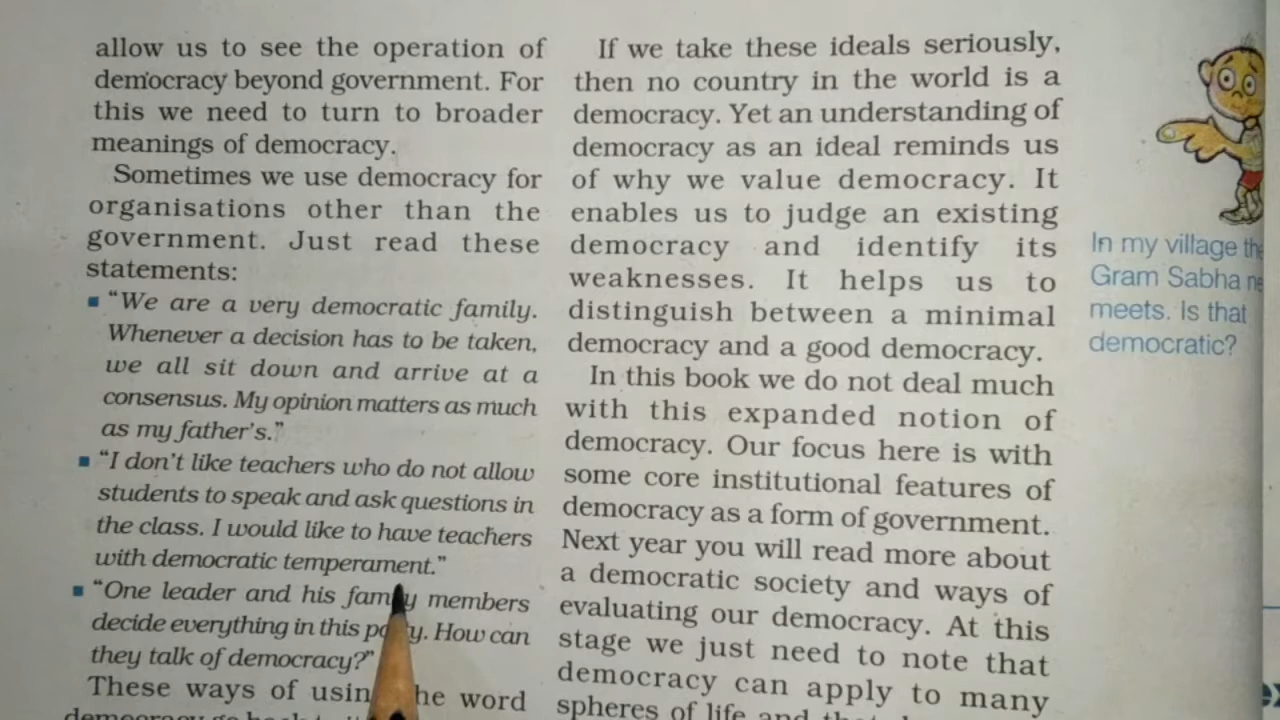 allow us to see the operation of
democracy beyond government. For
this we need to turn to broader
meanings of democracy.
Sometimes we use democracy for
organisations other than the
government. Just read these
statements:
▪ “We are a very democratic family.
Whenever a decision has to be taken,
we all sit down and arrive at a
consensus. My opinion matters as much
as my father’s.”
▪ “I don’t like teachers who do not allow
students to speak and ask questions in
the class. I would like to have teachers
with democratic temperament.”
▪ “One leader and his members
decide everything in this How can
they talk of democracy?”
These ways of word
If we take these ideals seriously,
then no country in the world is a
democracy. Yet an understanding of
democracy as an ideal reminds us
of why we value democracy. It
enables us to judge an existing
democracy and identify its
weaknesses. It helps us to
distinguish between a minimal
democracy and a good democracy.
In this book we do not deal much
with this expanded notion of
democracy. Our focus here is with
some core institutional features of
democracy as a form of government.
Next year you will read more about
a democratic society and ways of
evaluating our democracy. At this
stage we just need to note that
democracy can apply to many
spheres of life and
In my village
Gram Sabha
meets. Is that
democratic?